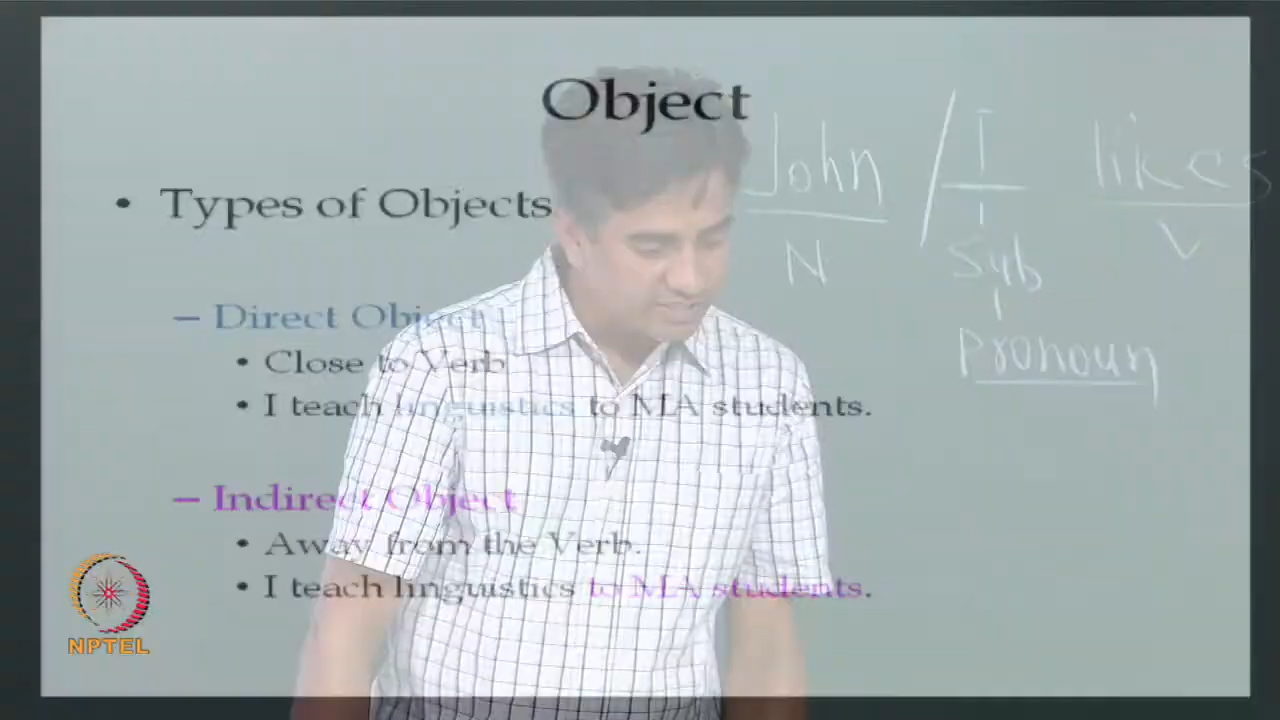 Object
John / I likes
N Sub V
Pronoun
• Types of Objects
– Direct Object
• Close to Verb
• I teach linguistics to MA students.
– Indirect Object
• Away from the Verb.
• I teach linguistics to MA students.
NPTEL